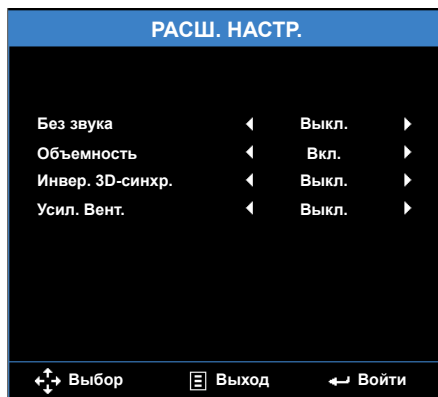 РАСШ. НАСТР.
Без звука Выкл.
Объемность Вкл.
Инвер. 3D-синхр. Выкл.
Усил. Вент. Выкл.
Выбор Выход Войти